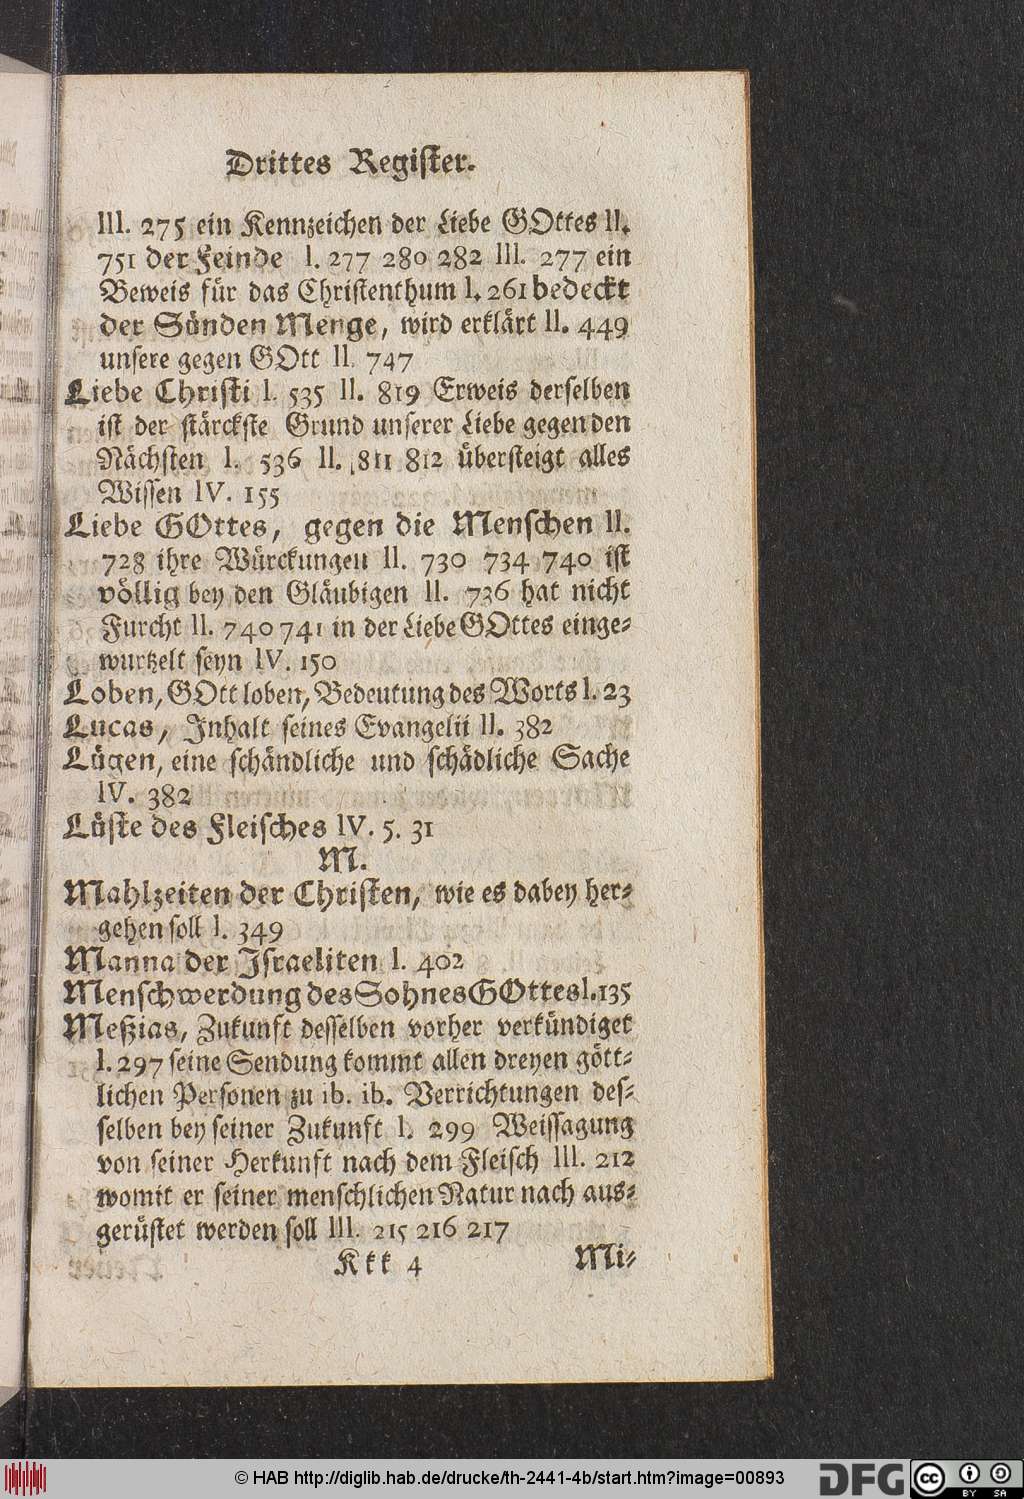 Drittes Register.
III. 275 ein Kennzeichen der Liebe GOttes II.
751 der Feinde I. 277 280 282 III. 277 ein
Beweis für das Christenthum I. 261 bedeckt
der Sünden Menge, wird erklärt II. 449
unsere gegen GOtt II. 747
Liebe Christi I. 535 II. 819 Erweis derselben
ist der stärckste Grund unserer Liebe gegen den
Nächsten I. 536 II. 811 812 übersteigt alles
Wissen IV. 155
Liebe GOttes, gegen die Menschen II.
728 ihre Würckungen II. 730 734 740 ist
völlig bey den Gläubigen II. 736 hat nicht
Furcht II. 740 741 in der Liebe GOttes einge-
wurtzelt seyn IV. 150
Loben, GOtt loben, Bedeutung des Worts I. 23
Lucas, Inhalt seines Evangelii II. 382
Lügen, eine schändliche und schädliche Sache
IV. 382
Lüste des Fleisches IV. 5. 31
M.
Mahlzeiten der Christen, wie es dabey her-
gehen soll I. 349
Manna der Israeliten I. 402
Menschwerdung des Sohnes GOttes I. 135
Meßias, Zukunft desselben vorher verkündiget
I. 297 seine Sendung kommt allen dreyen gött-
lichen Personen zu ib. ib. Verrichtungen des-
selben bey seiner Zukunft I. 299 Weissagung
von seiner Herkunft nach dem Fleisch III. 212
womit er seiner menschlichen Natur nach aus-
gerüstet werden soll III. 215 216 217
Kkk 4 Mi-
© HAB http://diglib.hab.de/drucke/th-2441-4b/start.htm?image=00893
DFG cc BY SA